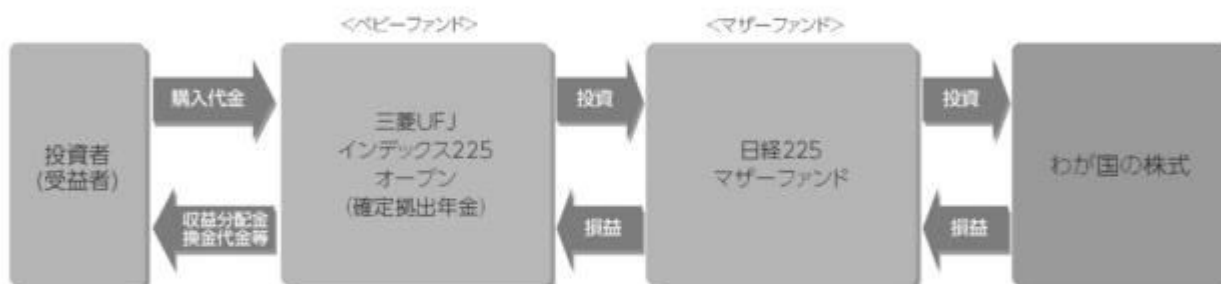 <ベビーファンド>
<マザーファンド>
投資者
(受益者)
購入代金
収益分配金
換金代金等
三菱UFJ
インデックス225
オープン
(確定拠出年金)
投資
損益
日経225
マザーファンド
投資
損益
わが国の株式